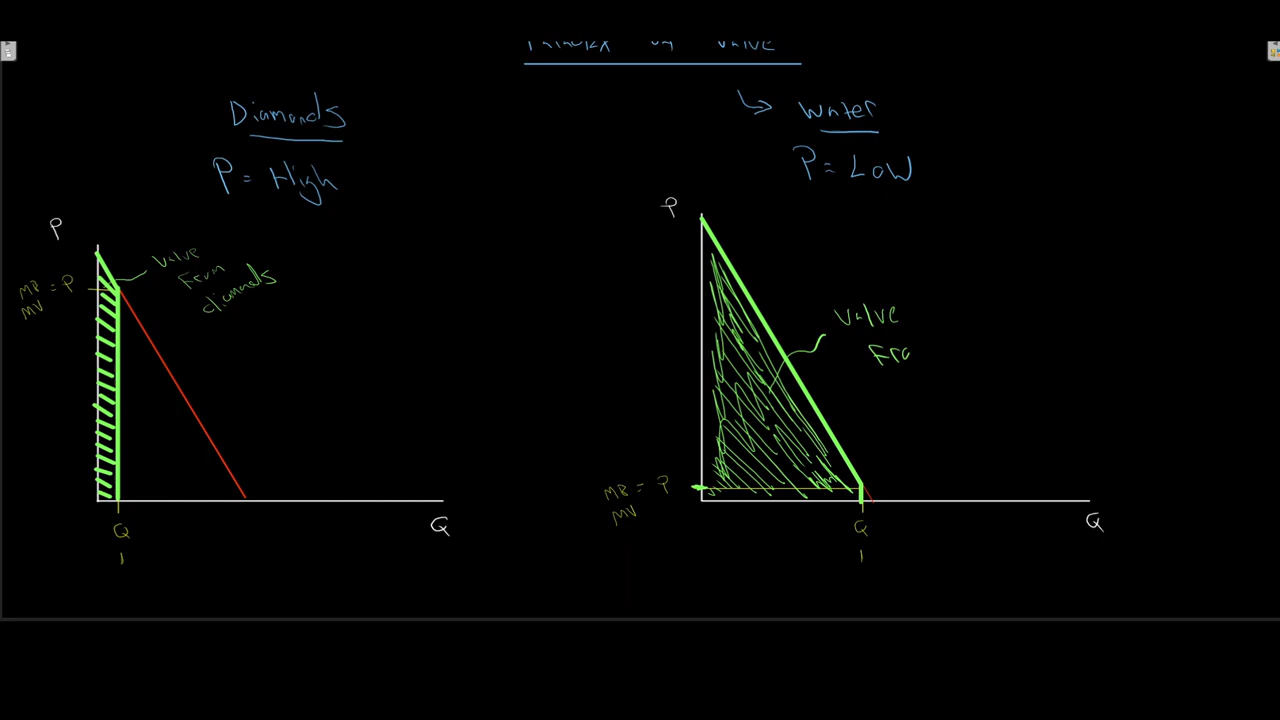 Diamonds
P = High
Water
P = Low
P
Value
From
diamonds
MB = P
MV
Q
1
Q
P
Value
Fro
MB = P
MV
Q
1
Q